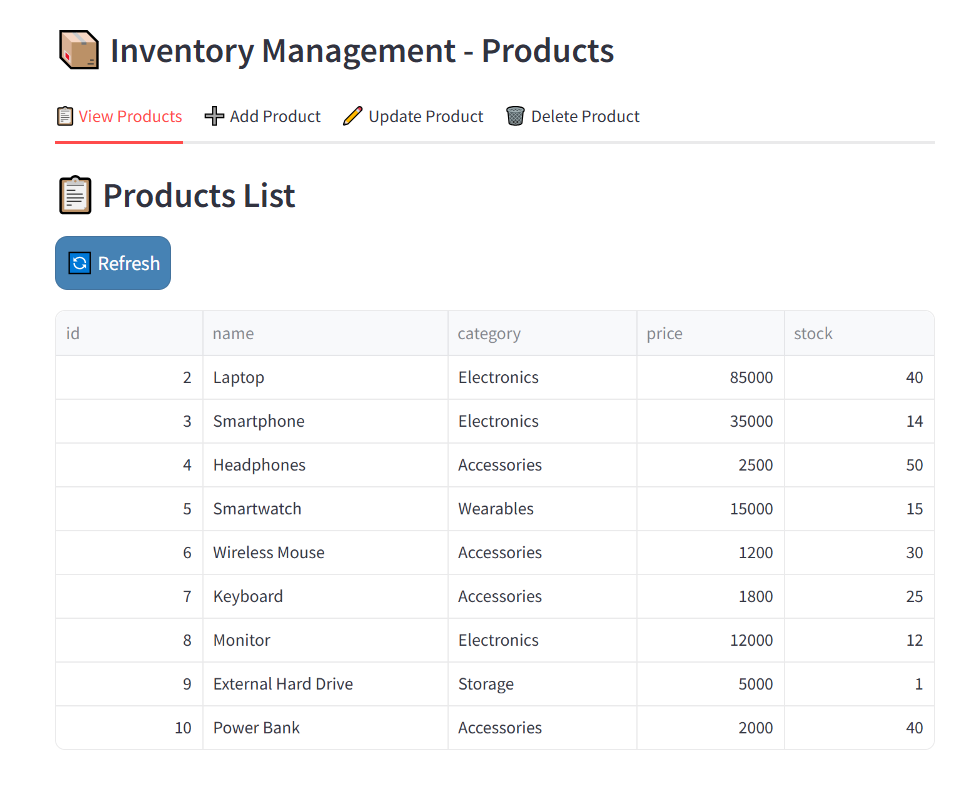 Inventory Management - Products
View Products Add Product Update Product Delete Product
Products List
Refresh
id name category price stock
2 Laptop Electronics 85000 40
3 Smartphone Electronics 35000 14
4 Headphones Accessories 2500 50
5 Smartwatch Wearables 15000 15
6 Wireless Mouse Accessories 1200 30
7 Keyboard Accessories 1800 25
8 Monitor Electronics 12000 12
9 External Hard Drive Storage 5000 1
10 Power Bank Accessories 2000 40